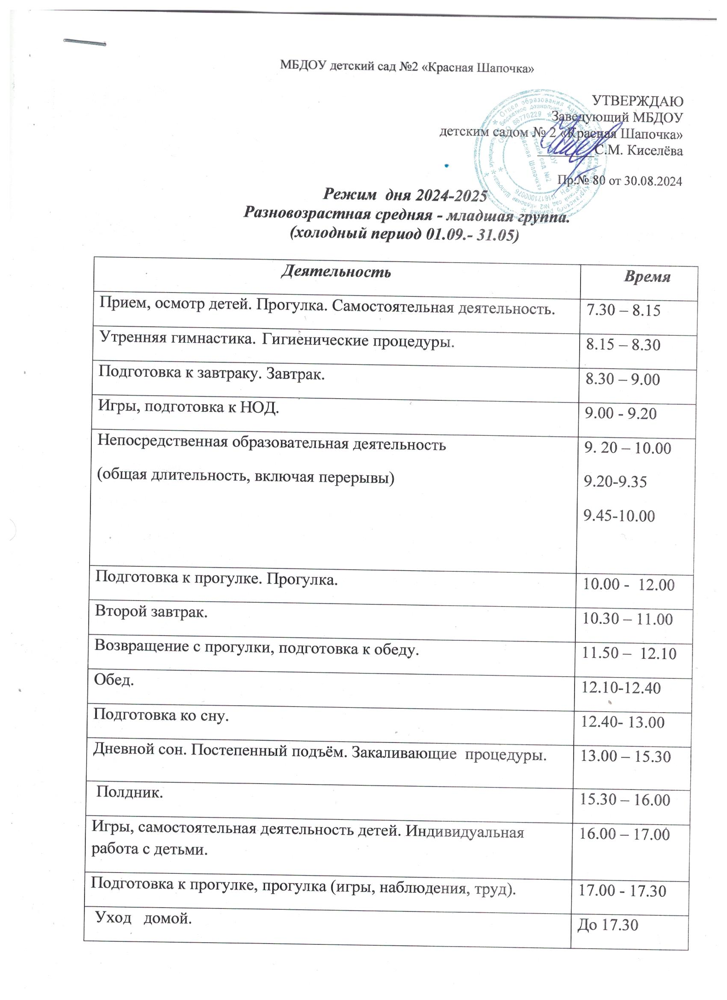 МБДОУ детский сад №2 «Красная Шапочка»
УТВЕРЖДАЮ
Заведующий МБДОУ
детским садом № 2 «Красная Шапочка»
________С.М. Киселёва
Пр.№ 80 от 30.08.2024
Режим дня 2024-2025
Разновозрастная средняя - младшая группа.
(холодный период 01.09.- 31.05)
Деятельность Время
Прием, осмотр детей. Прогулка. Самостоятельная деятельность. 7.30 – 8.15
Утренняя гимнастика. Гигиенические процедуры. 8.15 – 8.30
Подготовка к завтраку. Завтрак. 8.30 – 9.00
Игры, подготовка к НОД. 9.00 - 9.20
Непосредственная образовательная деятельность 9. 20 – 10.00
(общая длительность, включая перерывы) 9.20-9.35
9.45-10.00
Подготовка к прогулке. Прогулка. 10.00 - 12.00
Второй завтрак. 10.30 – 11.00
Возвращение с прогулки, подготовка к обеду. 11.50 – 12.10
Обед. 12.10-12.40
Подготовка ко сну. 12.40- 13.00
Дневной сон. Постепенный подъём. Закаливающие процедуры. 13.00 – 15.30
Полдник. 15.30 – 16.00
Игры, самостоятельная деятельность детей. Индивидуальная 16.00 – 17.00
работа с детьми.
Подготовка к прогулке, прогулка (игры, наблюдения, труд). 17.00 - 17.30
Уход домой. До 17.30